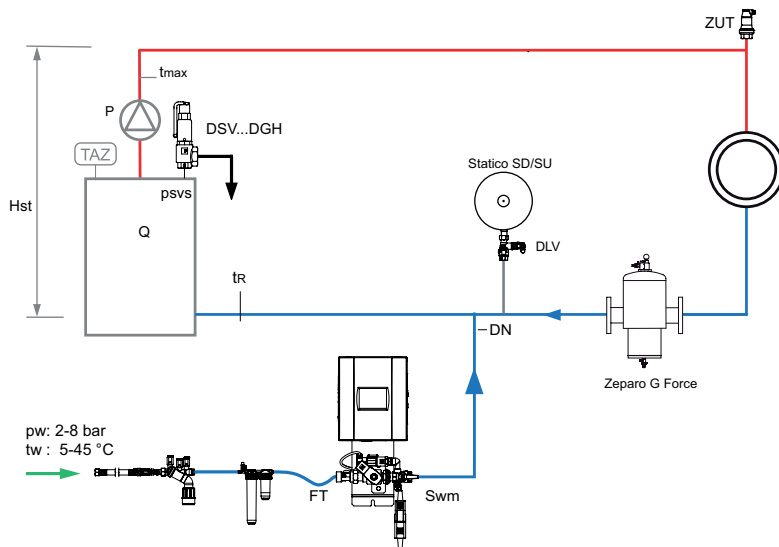 ZUT
tmax
P
DSV...DGH
TAZ
Statico SD/SU
psvs
Hst
Q
DLV
tR
DN
Zeparo G Force
pw: 2-8 bar
tw : 5-45 °C
FT
Swm